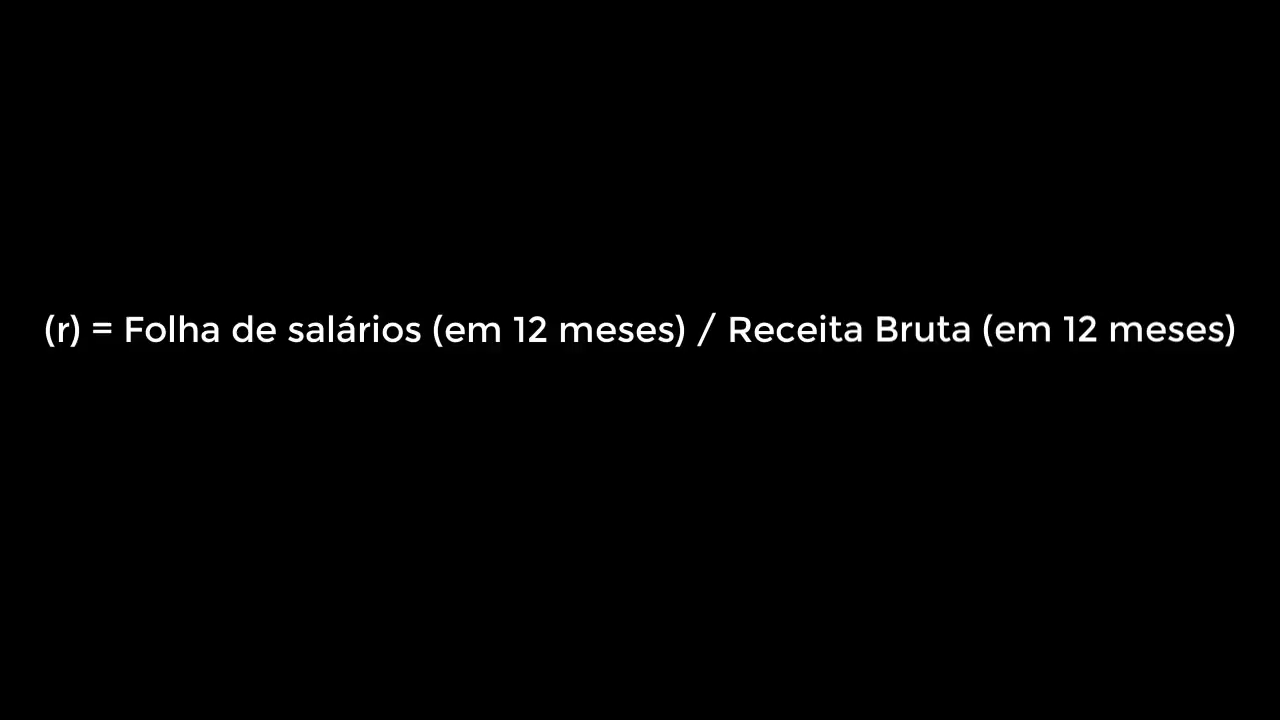 (r) = Folha de salários (em 12 meses) / Receita Bruta (em 12 meses)